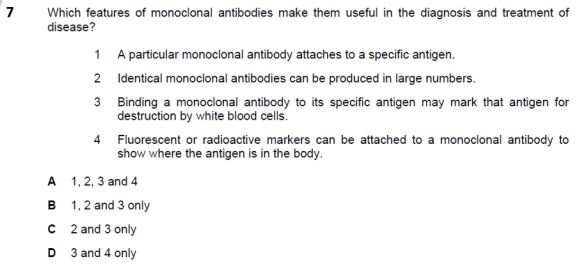 7 Which features of monoclonal antibodies make them useful in the diagnosis and treatment of
disease?
1 A particular monoclonal antibody attaches to a specific antigen.
2 Identical monoclonal antibodies can be produced in large numbers.
3 Binding a monoclonal antibody to its specific antigen may mark that antigen for
destruction by white blood cells.
4 Fluorescent or radioactive markers can be attached to a monoclonal antibody to
show where the antigen is in the body.
A 1, 2, 3 and 4
B 1, 2 and 3 only
C 2 and 3 only
D 3 and 4 only